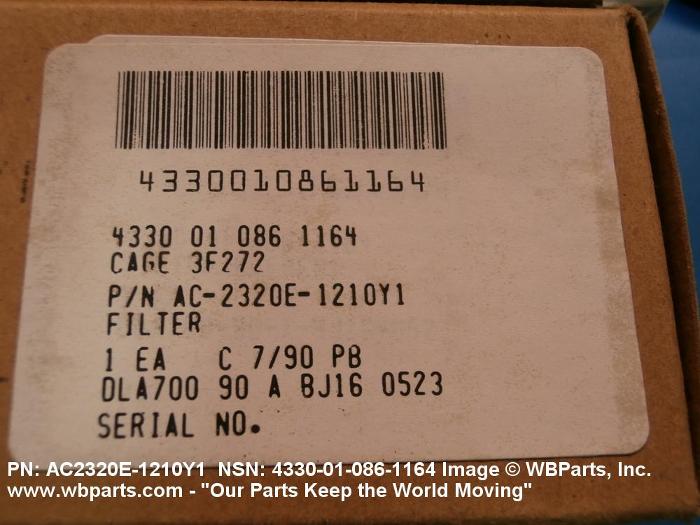 4330010861164
4330 01 086 1164
CAGE 3F272
P/N AC-2320E-1210Y1
FILTER
1 EA C 7/90 PB
DLA700 90 A BJ16 0523
SERIAL NO.
PN: AC2320E-1210Y1 NSN: 4330-01-086-1164 Image © WBParts, Inc.
www.wbparts.com - "Our Parts Keep the World Moving"